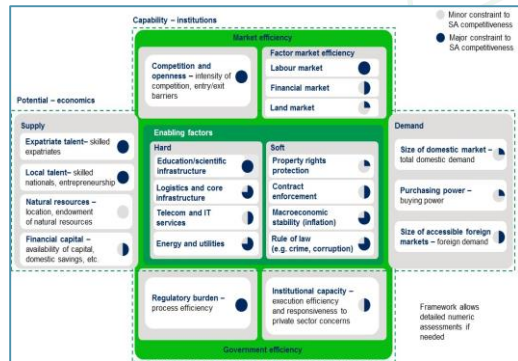 Capability – institutions
Minor constraint to
SA competitiveness
Major constraint to
SA competitiveness
Market efficiency
Competition and
openness – intensity of
competition, entry/exit
barriers
Factor market efficiency
Labour market
Financial market
Land market
Potential – economics
Supply
Expatriate talent– skilled
expatriates
Local talent– skilled
nationals, entrepreneurship
Natural resources –
location, endowment of
natural resources
Financial capital –
availability of capital,
domestic savings, etc.
Enabling factors
Hard
Education/scientific
infrastructure
Logistics and core
infrastructure
Telecom and IT
services
Energy and utilities
Soft
Property rights
protection
Contract
enforcement
Macroeconomic
stability (inflation)
Rule of law
(e.g. crime, corruption)
Demand
Size of domestic market –
total domestic demand
Purchasing power –
buying power
Size of accessible foreign
markets – foreign demand
Regulatory burden –
process efficiency
Institutional capacity –
execution efficiency
and responsiveness to
private sector concerns
Government efficiency
Framework allows
detailed numeric
assessments if
needed